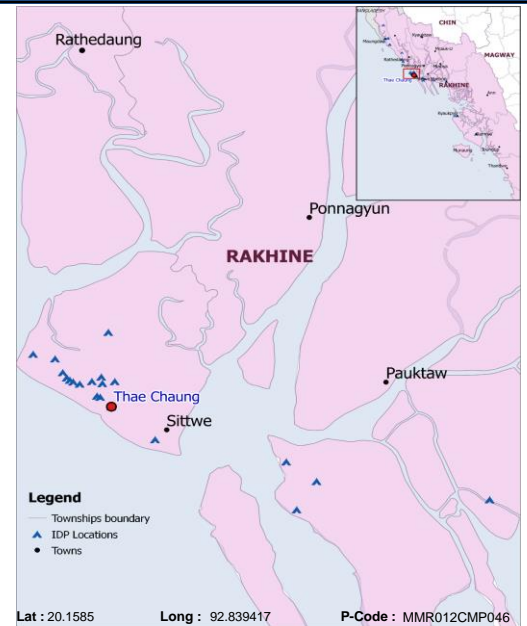 Rathedaung
Ponnagyun
RAKHINE
Pauktaw
Thae Chaung
Sittwe
Legend
Townships boundary
IDP Locations
Towns
Lat : 20.1585 Long : 92.839417 P-Code : MMR012CMP046
CHIN
MAGWAY
RAKHINE
Thae Chaung